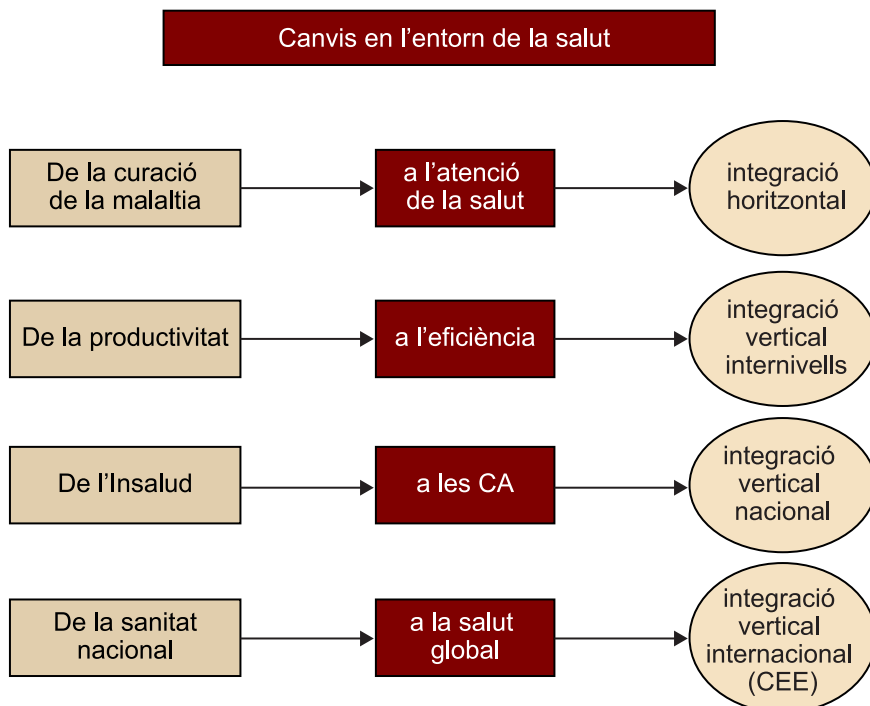 Canvis en l’entorn de la salut
De la curació
de la malaltia
a l’atenció
de la salut
integració
horitzontal
De la productivitat
a l’eficiència
integració
vertical
internivells
De l’Insalud
a les CA
integració
vertical
nacional
De la sanitat
nacional
a la salut
global
integració
vertical
internacional
(CEE)